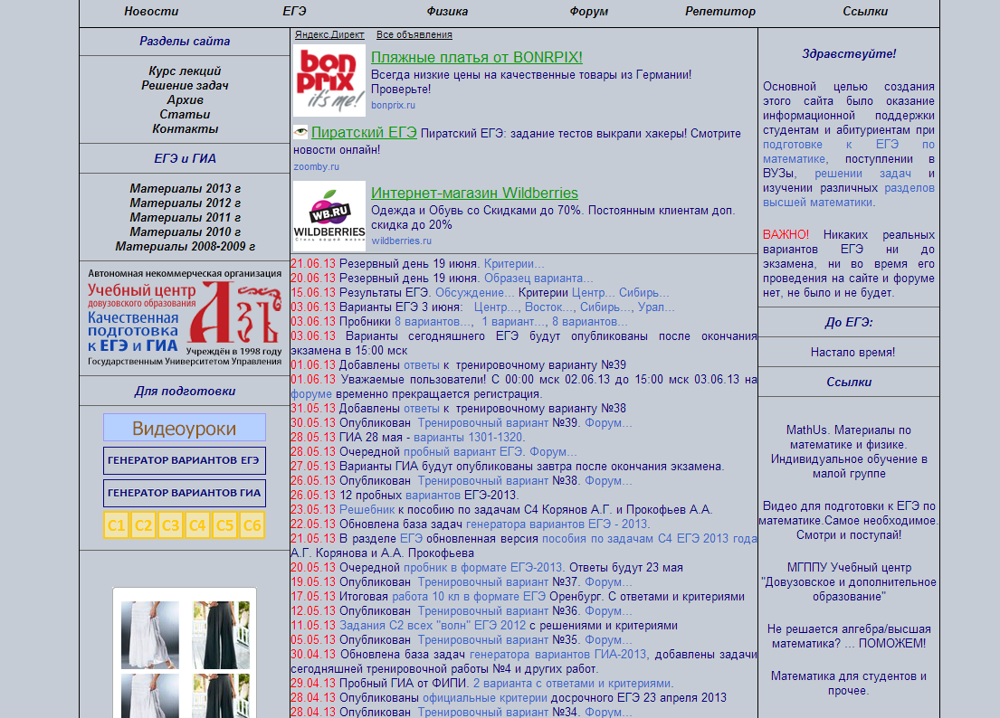 Новости ЕГЭ Физика Форум Репетитор Ссылки
Разделы сайта
Курс лекций
Решение задач
Архив
Статьи
Контакты
ЕГЭ и ГИА
Материалы 2013 г
Материалы 2012 г
Материалы 2011 г
Материалы 2010 г
Материалы 2008-2009 г
Автономная некоммерческая организация
Учебный центр
довузовского образования
Качественная
подготовка
к ЕГЭ и ГИА
Азъ
Учреждён в 1998 году
Государственным Университетом Управления
Для подготовки
Видеоуроки
ГЕНЕРАТОР ВАРИАНТОВ ЕГЭ
ГЕНЕРАТОР ВАРИАНТОВ ГИА
C1 C2 C3 C4 C5 C6
Яндекс.Директ Все объявления
bon
prix
it's me!
Пляжные платья от BONRPIX!
Всегда низкие цены на качественные товары из Германии!
Проверьте!
bonprix.ru
Пиратский ЕГЭ Пиратский ЕГЭ: задание тестов выкрали хакеры! Смотрите
новости онлайн!
zoomby.ru
WB.RU
WILDBERRIES
Стиль вашей жизни
Интернет-магазин Wildberries
Одежда и Обувь со Скидками до 70%. Постоянным клиентам доп.
скидка до 20%
wildberries.ru
21.06.13 Резервный день 19 июня. Критерии...
20.06.13 Резервный день 19 июня. Образец варианта...
15.06.13 Результаты ЕГЭ. Обсуждение... Критерии Центр... Сибирь...
03.06.13 Варианты ЕГЭ 3 июня: Центр..., Восток..., Сибирь..., Урал...
03.06.13 Пробники 8 вариантов..., 1 вариант..., 8 вариантов...
03.06.13 Варианты сегодняшнего ЕГЭ будут опубликованы после окончания
экзамена в 15:00 мск
01.06.13 Добавлены ответы к тренировочному варианту №39
01.06.13 Уважаемые пользователи! С 00:00 мск 02.06.13 до 15:00 мск 03.06.13 на
форуме временно прекращается регистрация.
31.05.13 Добавлены ответы к тренировочному варианту №38
30.05.13 Опубликован Тренировочный вариант №39. Форум...
28.05.13 ГИА 28 мая - варианты 1301-1320.
28.05.13 Очередной пробный вариант ЕГЭ. Форум...
27.05.13 Варианты ГИА будут опубликованы завтра после окончания экзамена.
26.05.13 Опубликован Тренировочный вариант №38. Форум...
26.05.13 12 пробных вариантов ЕГЭ-2013.
23.05.13 Решебник к пособию по задачам С4 Корянов А.Г. и Прокофьев А.А.
22.05.13 Обновлена база задач генератора вариантов ЕГЭ - 2013.
21.05.13 В разделе ЕГЭ обновленная версия пособия по задачам С4 ЕГЭ 2013 года
А.Г. Корянова и А.А. Прокофьева
20.05.13 Очередной пробник в формате ЕГЭ-2013. Ответы будут 23 мая
19.05.13 Опубликован Тренировочный вариант №37. Форум...
17.05.13 Итоговая работа 10 кл в формате ЕГЭ Оренбург. С ответами и критериями
12.05.13 Опубликован Тренировочный вариант №36. Форум...
11.05.13 Задания С2 всех "волн" ЕГЭ 2012 с решениями и критериями
05.05.13 Опубликован Тренировочный вариант №35. Форум...
30.04.13 Обновлена база задач генератора вариантов ГИА-2013, добавлены задачи
сегодняшней тренировочной работы №4 и других работ.
29.04.13 Пробный ГИА от ФИПИ. 2 варианта с ответами и критериями.
28.04.13 Опубликованы официальные критерии досрочного ЕГЭ 23 апреля 2013
28.04.13 Опубликован Тренировочный вариант №34. Форум...
Здравствуйте!
Основной целью создания
этого сайта было оказание
информационной поддержки
студентам и абитуриентам при
подготовке к ЕГЭ по
математике, поступлении в
ВУЗы, решении задач и
изучении различных разделов
высшей математики.
ВАЖНО! Никаких реальных
вариантов ЕГЭ ни до
экзамена, ни во время его
проведения на сайте и форуме
нет, не было и не будет.
До ЕГЭ:
Настало время!
Ссылки
MathUs. Материалы по
математике и физике.
Индивидуальное обучение в
малой группе
Видео для подготовки к ЕГЭ по
математике.Самое необходимое.
Смотри и поступай!
МГППУ Учебный центр
"Довузовское и дополнительное
образование"
Не решается алгебра/высшая
математика? ... ПОМОЖЕМ!
Математика для студентов и
прочее.